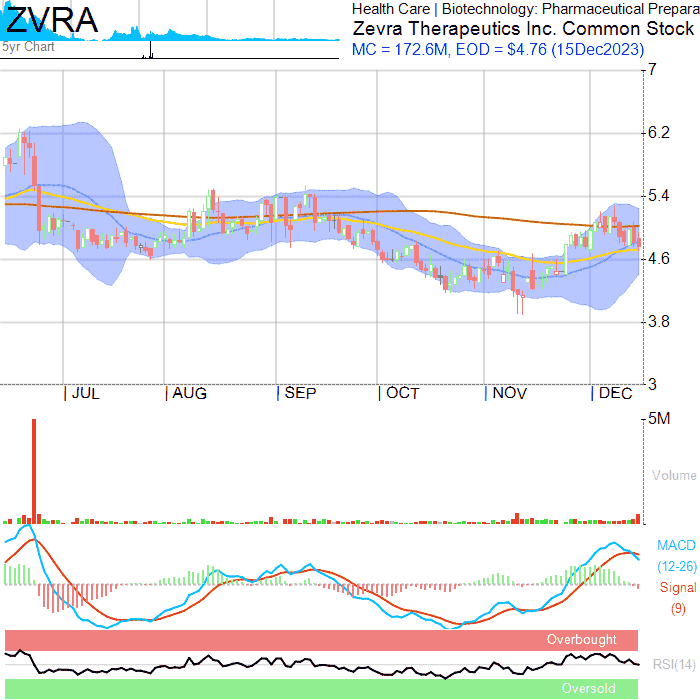 ZVRA
5yr Chart
Health Care | Biotechnology: Pharmaceutical Prepara
Zevra Therapeutics Inc. Common Stock
MC = 172.6M, EOD = $4.76 (15Dec2023)
7
6.2
5.4
4.6
3.8
3
JUL AUG SEP OCT NOV DEC
5M
Volume
MACD
(12-26)
Signal
(9)
Overbought
RSI(14)
Oversold